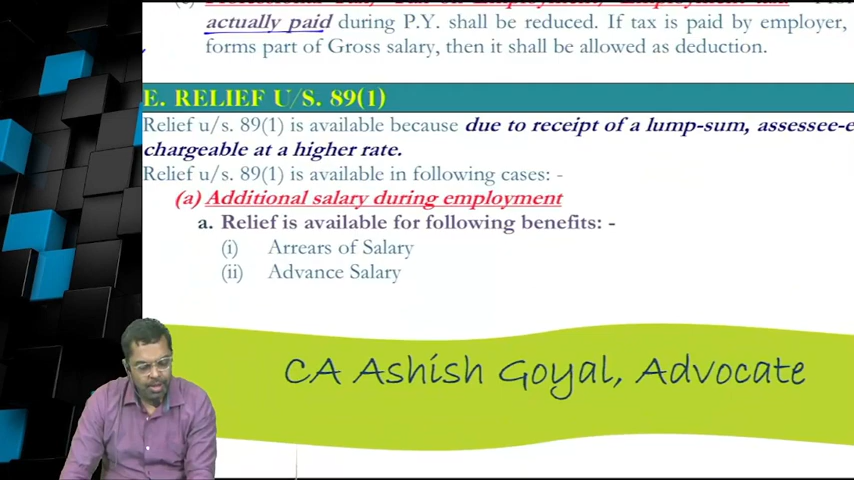 actually paid during P.Y. shall be reduced. If tax is paid by employer,
forms part of Gross salary, then it shall be allowed as deduction.
E. RELIEF U/S. 89(1)
Relief u/s. 89(1) is available because due to receipt of a lump-sum, assessee-e
chargeable at a higher rate.
Relief u/s. 89(1) is available in following cases: -
(a) Additional salary during employment
a. Relief is available for following benefits: -
(i) Arrears of Salary
(ii) Advance Salary
CA Ashish Goyal, Advocate